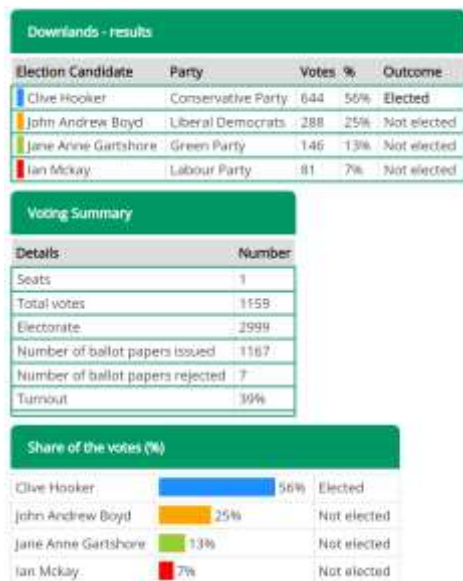 Downlands - results
Election Candidate Party Votes % Outcome
Clive Hooker Conservative Party 644 56% Elected
John Andrew Boyd Liberal Democrats 288 25% Not elected
Jane Anne Gartshore Green Party 146 13% Not elected
Ian Mckay Labour Party 81 7% Not elected
Voting Summary
Details Number
Seats 1
Total votes 1159
Electorate 2999
Number of ballot papers issued 1167
Number of ballot papers rejected 7
Turnout 39%
Share of the votes (%)
Clive Hooker 56% Elected
John Andrew Boyd 25% Not elected
Jane Anne Gartshore 13% Not elected
Ian Mckay 7% Not elected